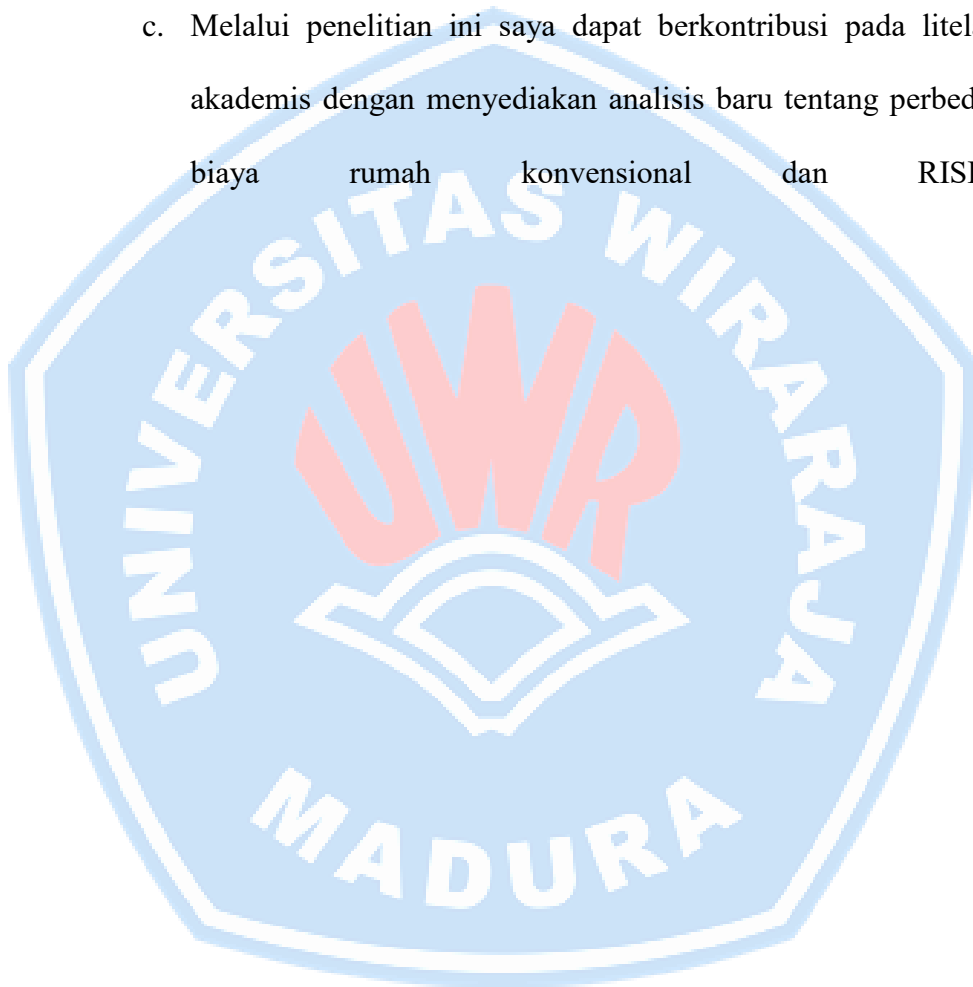 c. Melalui penelitian ini saya dapat berkontribusi pada
akademis dengan menyediakan analisis baru tentang
biaya rumah konvensional dan
UNIVERSITAS WIRARAJA
UWR
MADURA